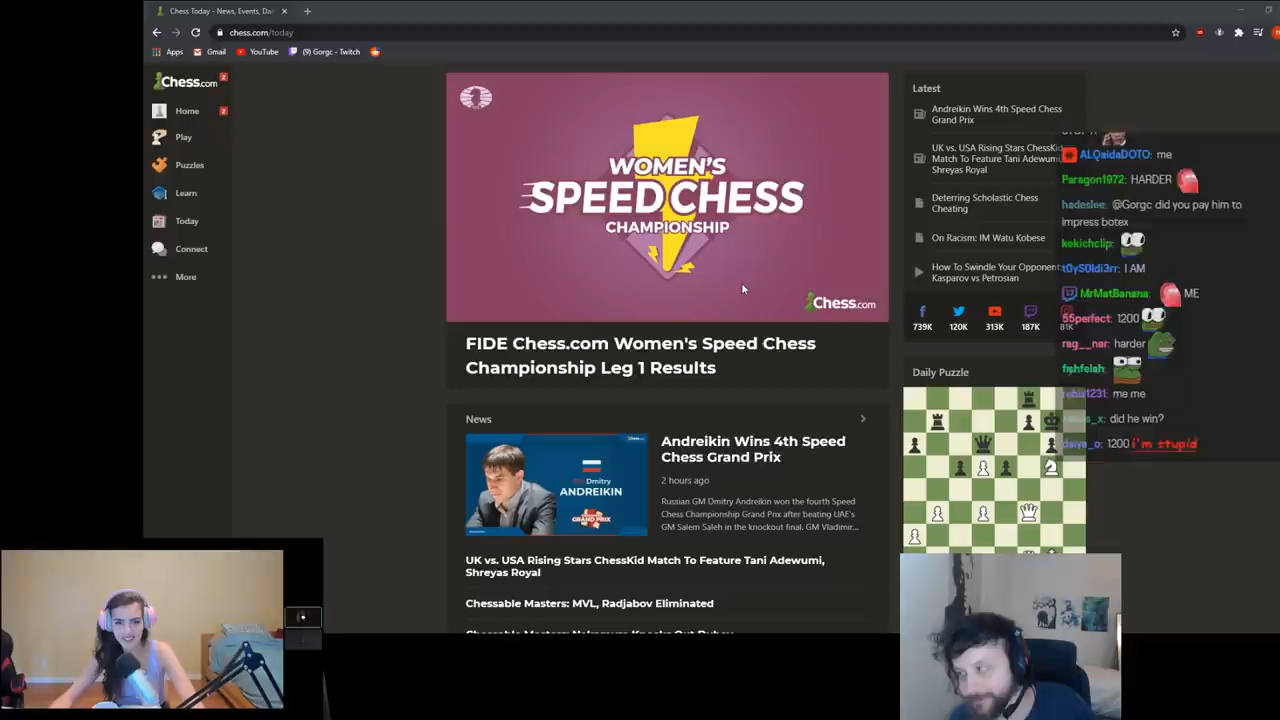 Chess Today - News, Events, Da
chess.com/today
Apps
Gmail
YouTube
(9) Gorgc - Twitch
Chess.com
2
Home
2
Play
Puzzles
Learn
Today
Connect
More
WOMEN'S
SPEED CHESS
CHAMPIONSHIP
Chess.com
FIDE Chess.com Women's Speed Chess
Championship Leg 1 Results
News
Dmitry
ANDREIKIN
GRAND PRIX
Andreikin Wins 4th Speed
Chess Grand Prix
2 hours ago
Russian GM Dmitry Andreikin won the fourth Speed
Chess Championship Grand Prix after beating UAE's
GM Salem Saleh in the knockout final. GM Vladimir...
UK vs. USA Rising Stars ChessKid Match To Feature Tani Adewumi,
Shreyas Royal
Chessable Masters: MVL, Radjabov Eliminated
Latest
Andreikin Wins 4th Speed Chess
Grand Prix
UK vs. USA Rising Stars ChessKid
Match To Feature Tani Adewumi,
Shreyas Royal
Deterring Scholastic Chess
Cheating
On Racism: IM Watu Kobese
How To Swindle Your Opponent:
Kasparov vs Petrosian
739K
120K
313K
187K
81K
Daily Puzzle
ALQaidaDOTO: me
Paragon1972: HARDER
hadeslee: @Gorgc did you pay him to
impress botex
kekichclip:
t0yS0ldi3rr: I AM
MrMatBanana: ME
55perfect: 1200
rag__nar: harder
me me
did he win?
daiya_o: 1200 i'm stupid